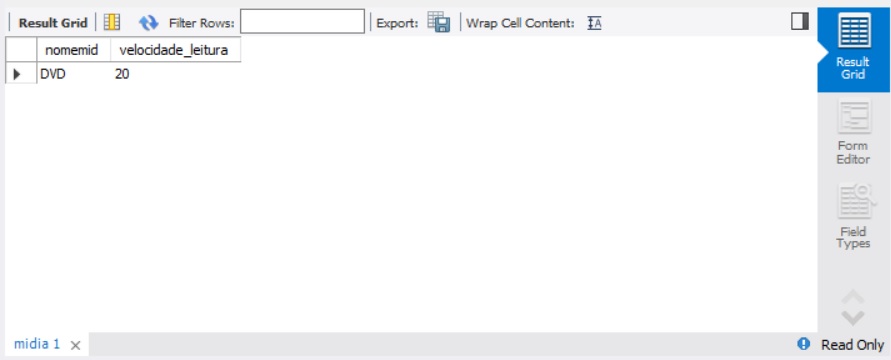 Result Grid Filter Rows: Export: Wrap Cell Content: IA
nomemid velocidade_leitura
DVD 20
Result
Grid
Form
Editor
Field
Types
midia 1 × Read Only